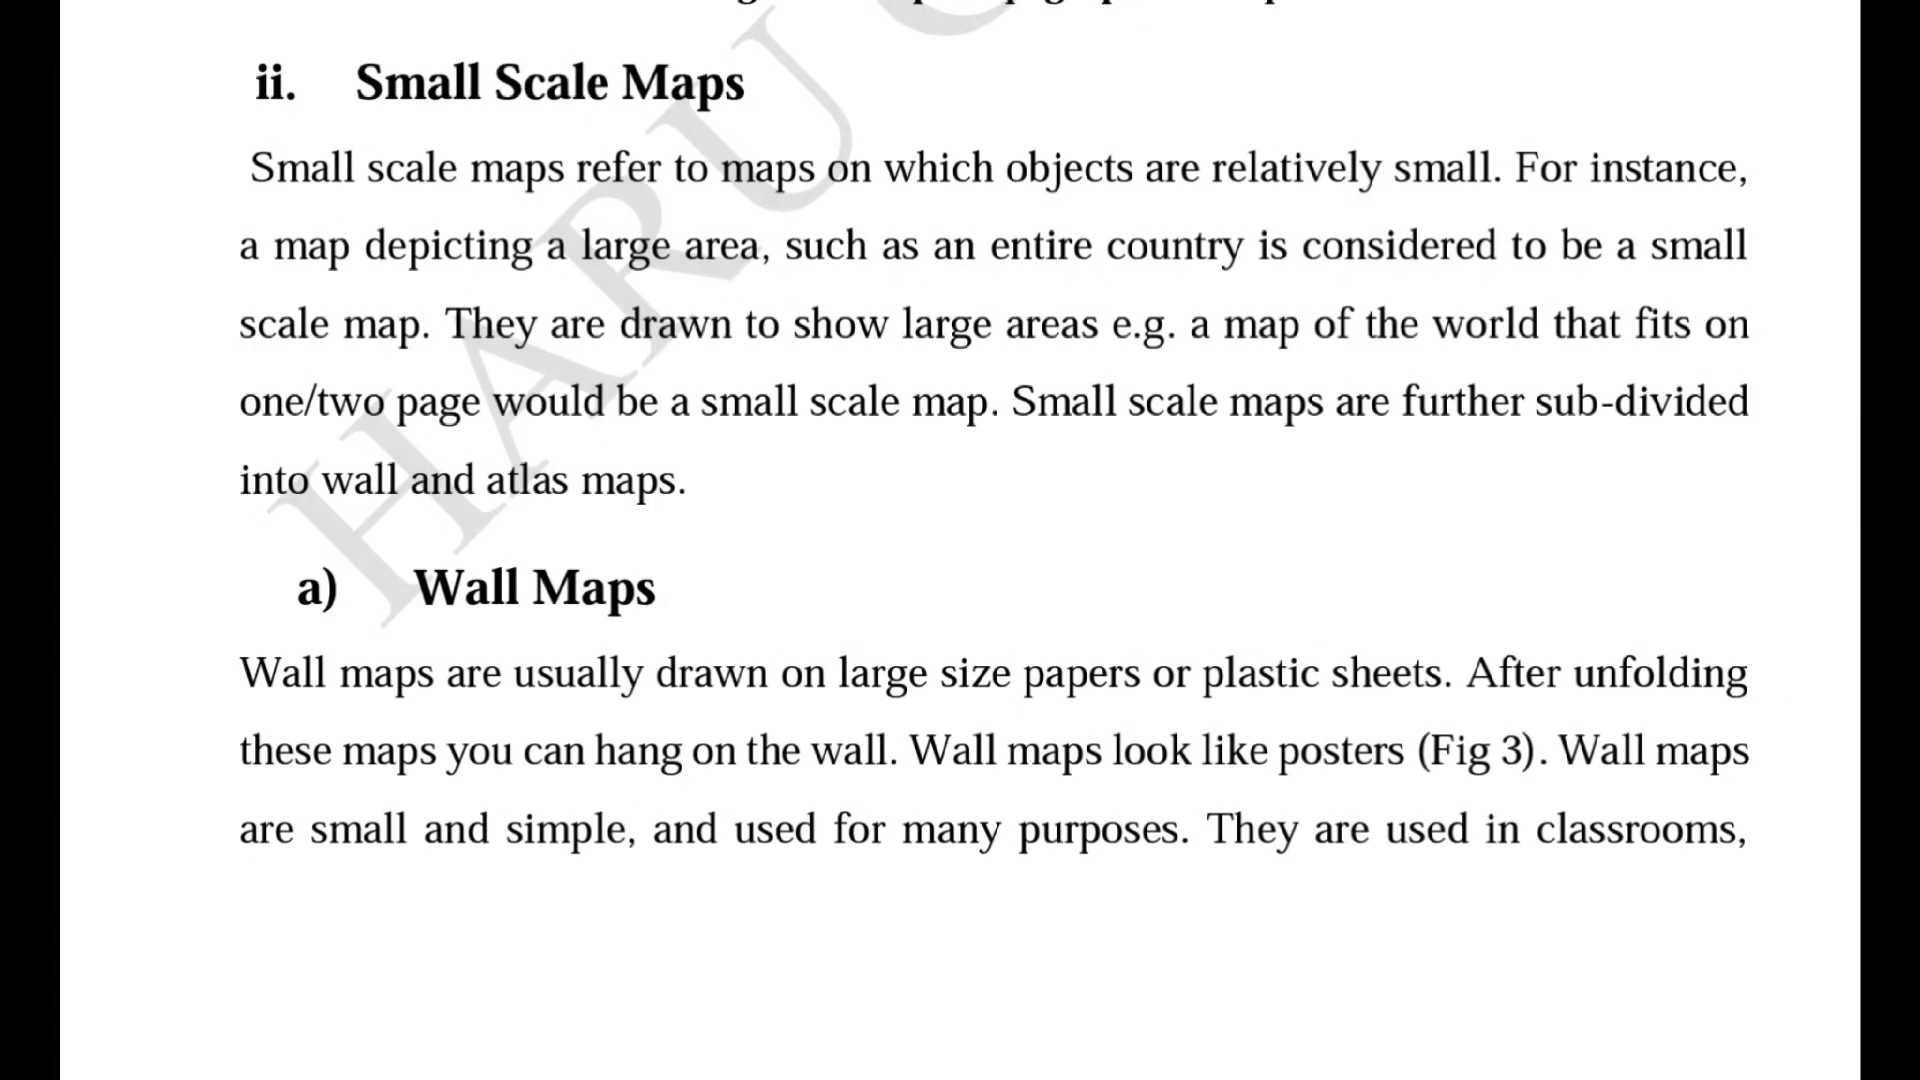 ii. Small Scale Maps
Small scale maps refer to maps on which objects are relatively small. For instance,
a map depicting a large area, such as an entire country is considered to be a small
scale map. They are drawn to show large areas e.g. a map of the world that fits on
one/two page would be a small scale map. Small scale maps are further sub-divided
into wall and atlas maps.
a) Wall Maps
Wall maps are usually drawn on large size papers or plastic sheets. After unfolding
these maps you can hang on the wall. Wall maps look like posters (Fig 3). Wall maps
are small and simple, and used for many purposes. They are used in classrooms,